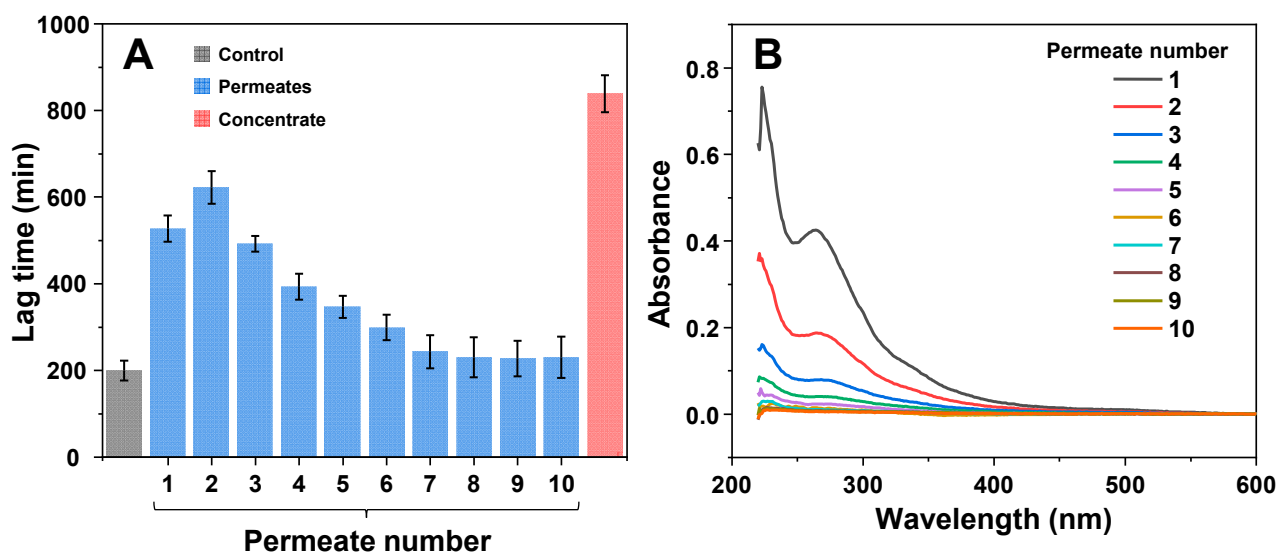 A
Control
Permeates
Concentrate
1000
800
600
400
200
0
Lag time (min)
1 2 3 4 5 6 7 8 9 10
Permeate number
B
Permeate number
1
2
3
4
5
6
7
8
9
10
0.8
0.6
0.4
0.2
0.0
Absorbance
200 300 400 500 600
Wavelength (nm)